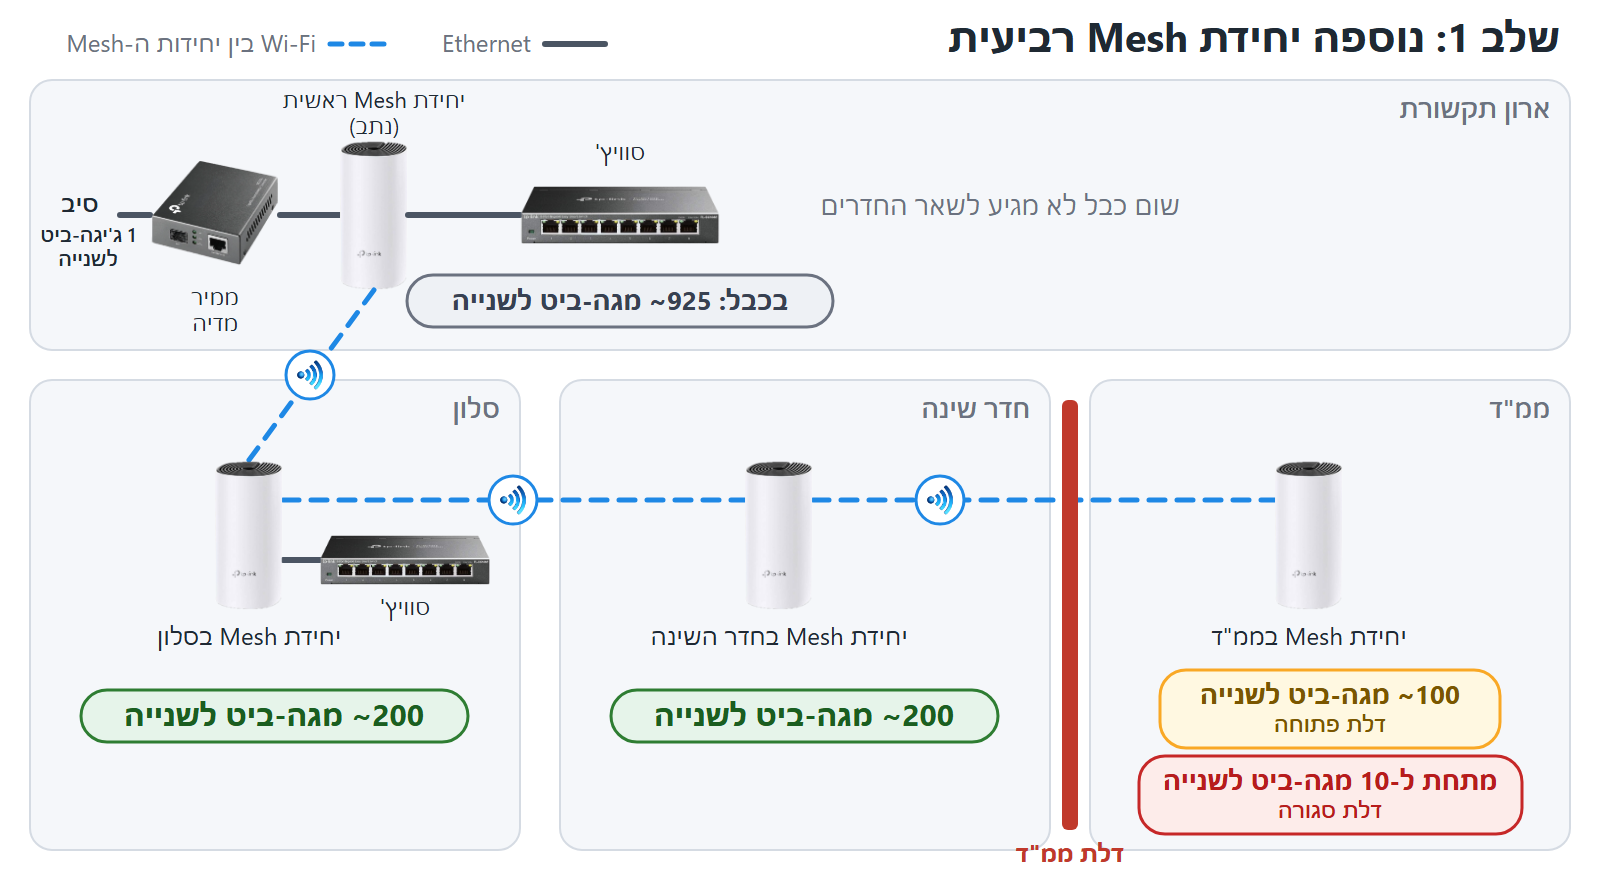 שלב 1: נוספה יחידת Mesh רביעית
Ethernet
Wi-Fi בין יחידות ה-Mesh
ארון תקשורת
יחידת Mesh ראשית
(נתב)
סוויץ'
סיב
1 ג'יגה-ביט
לשנייה
ממיר
מדיה
שום כבל לא מגיע לשאר החדרים
בכבל: ~925 מגה-ביט לשנייה
ממ"ד
חדר שינה
סלון
tp-link
סוויץ'
יחידת Mesh בממ"ד
יחידת Mesh בחדר השינה
יחידת Mesh בסלון
~100 מגה-ביט לשנייה
דלת פתוחה
מתחת ל-10 מגה-ביט לשנייה
דלת סגורה
~200 מגה-ביט לשנייה
~200 מגה-ביט לשנייה
דלת ממ"ד